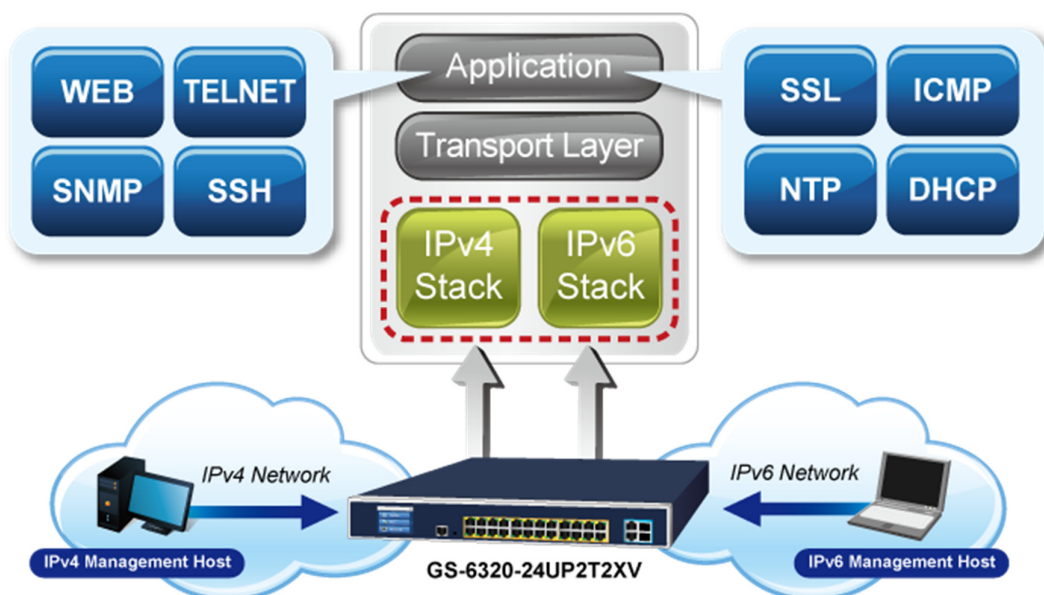 WEB
TELNET
SNMP
SSH
Application
Transport Layer
IPv4
Stack
IPv6
Stack
SSL
ICMP
NTP
DHCP
IPv4 Network
IPv6 Network
IPv4 Management Host
GS-6320-24UP2T2XV
IPv6 Management Host